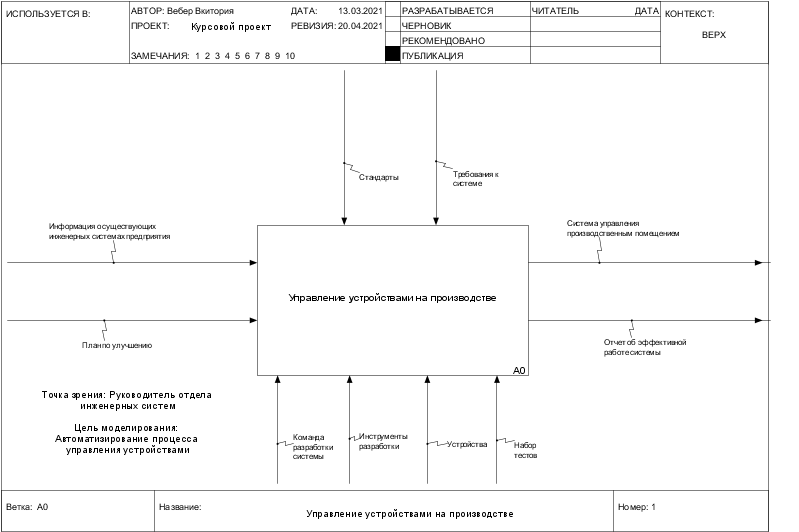 ИСПОЛЬЗУЕТСЯ В:
АВТОР: Вебер Вкитория
ДАТА: 13.03.2021
ПРОЕКТ: Курсовой проект
РЕВИЗИЯ: 20.04.2021
ЗАМЕЧАНИЯ: 1 2 3 4 5 6 7 8 9 10
РАЗРАБАТЫВАЕТСЯ
ЧЕРНОВИК
РЕКОМЕНДОВАНО
ПУБЛИКАЦИЯ
ЧИТАТЕЛЬ ДАТА
КОНТЕКСТ:
ВЕРХ
Стандарты
Требования к
системе
Информация осуществующих
инженерных системах предприятия
Система управления
производственным помещением
Управление устройствами на производстве
План по улучшению
Отчет об эффективной
работе системы
A0
Точка зрения: Руководитель отдела
инженерных систем
Цель моделирования:
Автоматизирование процесса
управления устройствами
Команда
разработки
системы
Инструменты
разработки
Устройства
Набор
тестов
Ветка: A0
Название:
Управление устройствами на производстве
Номер: 1